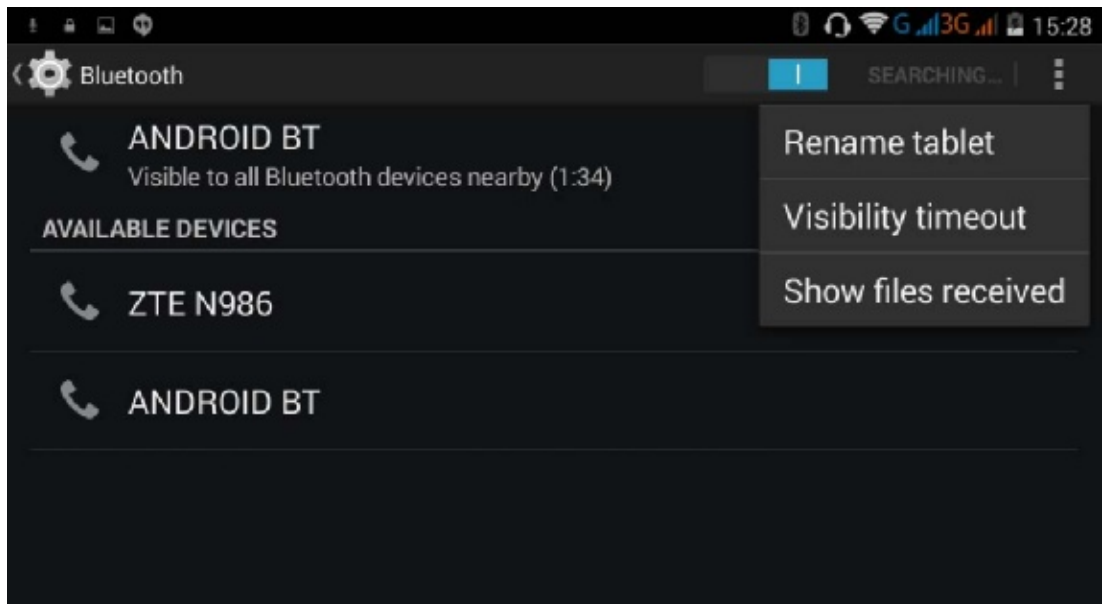 G 3G 15:28
Bluetooth
SEARCHING...
ANDROID BT
Visible to all Bluetooth devices nearby (1:34)
AVAILABLE DEVICES
ZTE N986
ANDROID BT
Rename tablet
Visibility timeout
Show files received